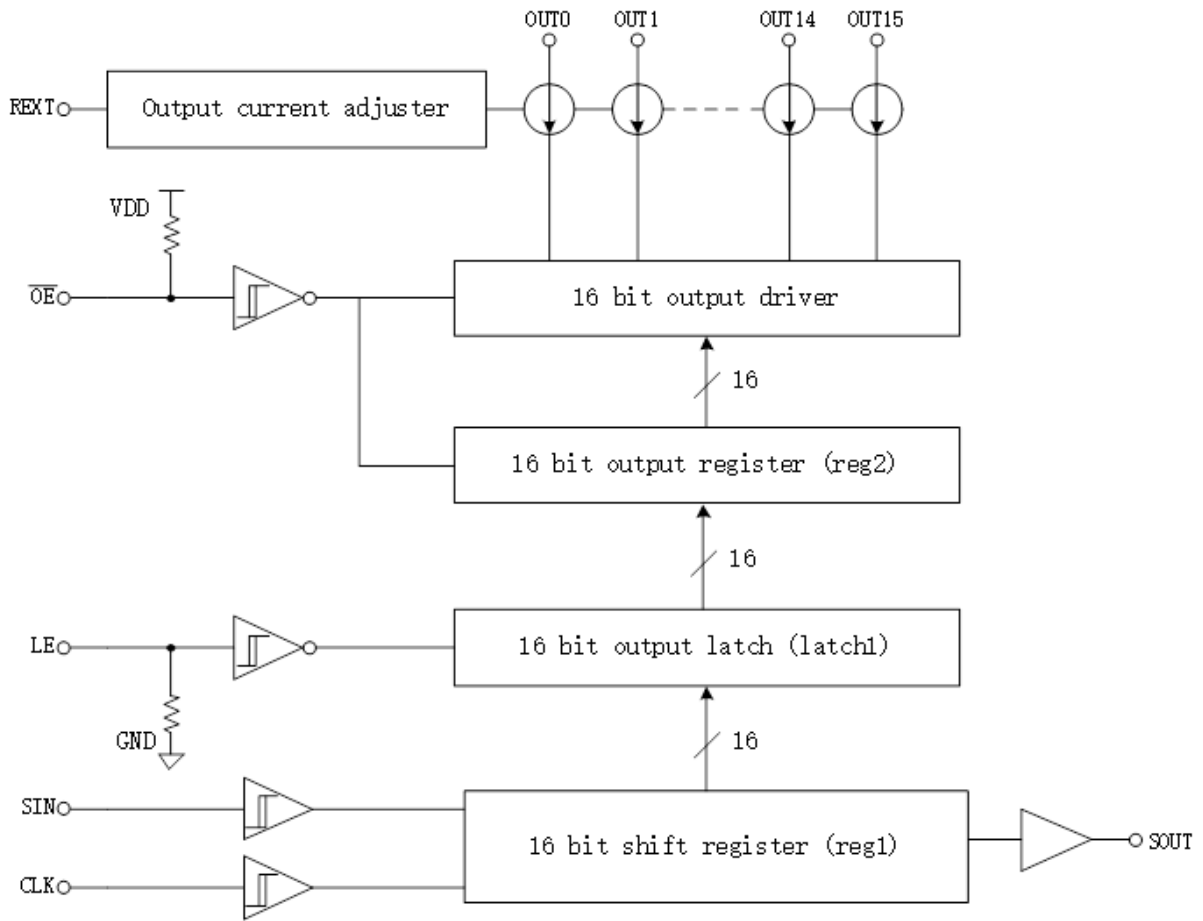 OUT0 OUT1 OUT14 OUT15
REXT Output current adjuster
VDD
OE 16 bit output driver
16
16 bit output register (reg2)
16
LE 16 bit output latch (latch1)
GND 16
SIN
16 bit shift register (reg1) SOUT
CLK